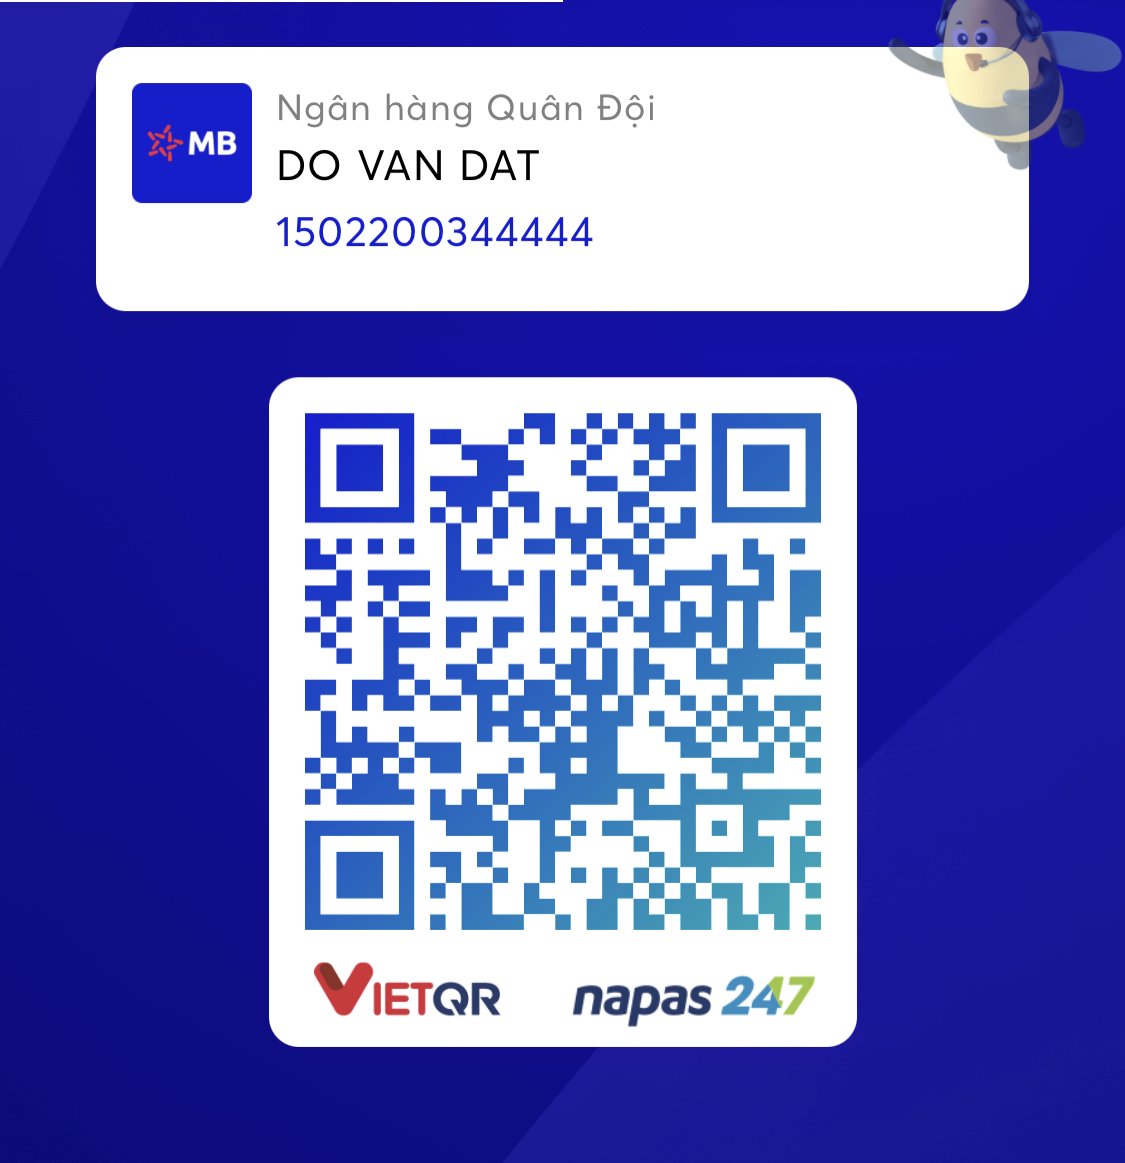 MB
Ngân hàng Quân Đội
DO VAN DAT
1502200344444
VIETQR
napas 247